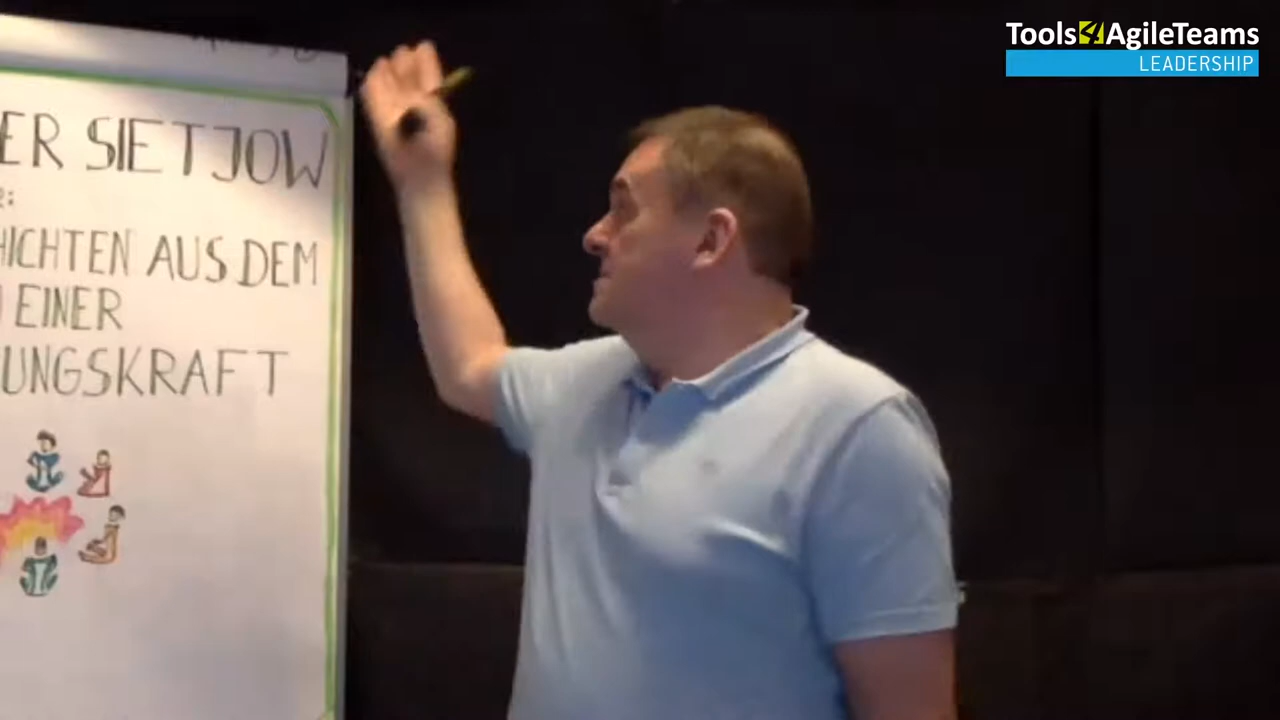 Tools4AgileTeams
LEADERSHIP
ER SIETJOW
HICHTEN AUS DEM
EINER
UNGSKRAFT